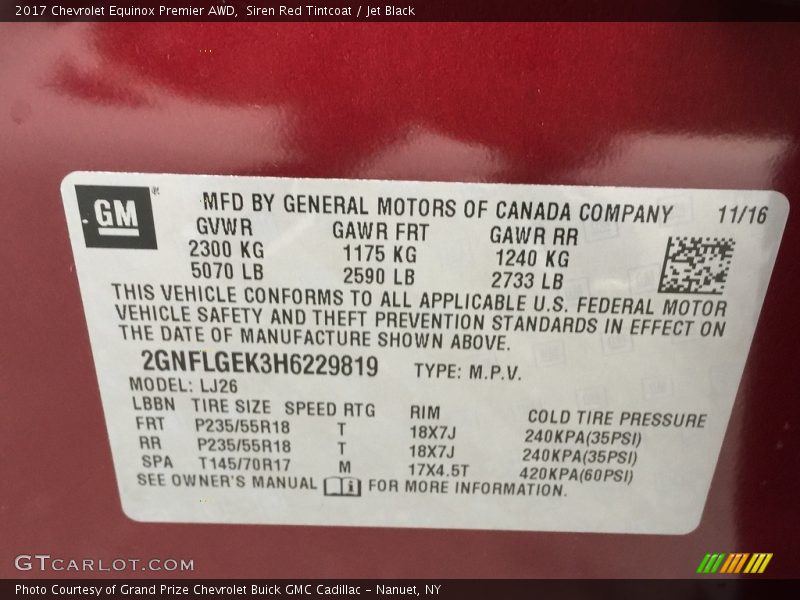 2017 Chevrolet Equinox Premier AWD,  Siren Red Tintcoat / Jet Black
GM ®
MFD BY GENERAL MOTORS OF CANADA COMPANY 11/16
GVWR GAWR FRT GAWR RR
2300 KG 1175 KG 1240 KG
5070 LB 2590 LB 2733 LB
THIS VEHICLE CONFORMS TO ALL APPLICABLE U.S. FEDERAL MOTOR
VEHICLE SAFETY AND THEFT PREVENTION STANDARDS IN EFFECT ON
THE DATE OF MANUFACTURE SHOWN ABOVE.
2GNFLGEK3H6229819 TYPE: M.P.V.
MODEL: LJ26
LBBN TIRE SIZE SPEED RTG RIM COLD TIRE PRESSURE
FRT P235/55R18 T 18X7J 240KPA(35PSI)
RR P235/55R18 T 18X7J 240KPA(35PSI)
SPA T145/70R17 M 17X4.5T 420KPA(60PSI)
SEE OWNER'S MANUAL i FOR MORE INFORMATION.
GTCARLOT.COM
Photo Courtesy of Grand Prize Chevrolet Buick GMC Cadillac - Nanuet, NY